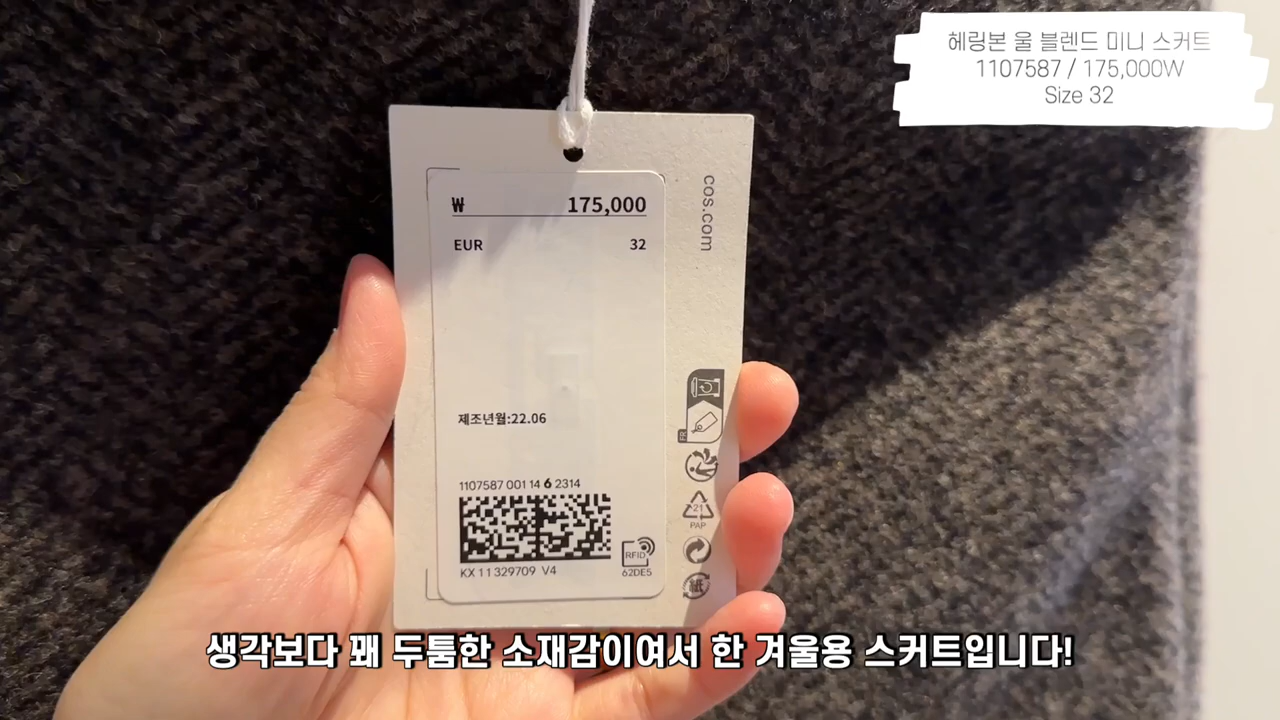 헤링본 울 블렌드 미니 스커트
1107587 / 175,000W
Size 32
₩ 175,000
EUR 32
cos.com
제조년월:22.06
1107587 001 14 6 2314
KX 11 329709 V4
RFID
62DE5
FR
21
PAP
紙
생각보다 꽤 두툼한 소재감이여서 한 겨울용 스커트입니다!